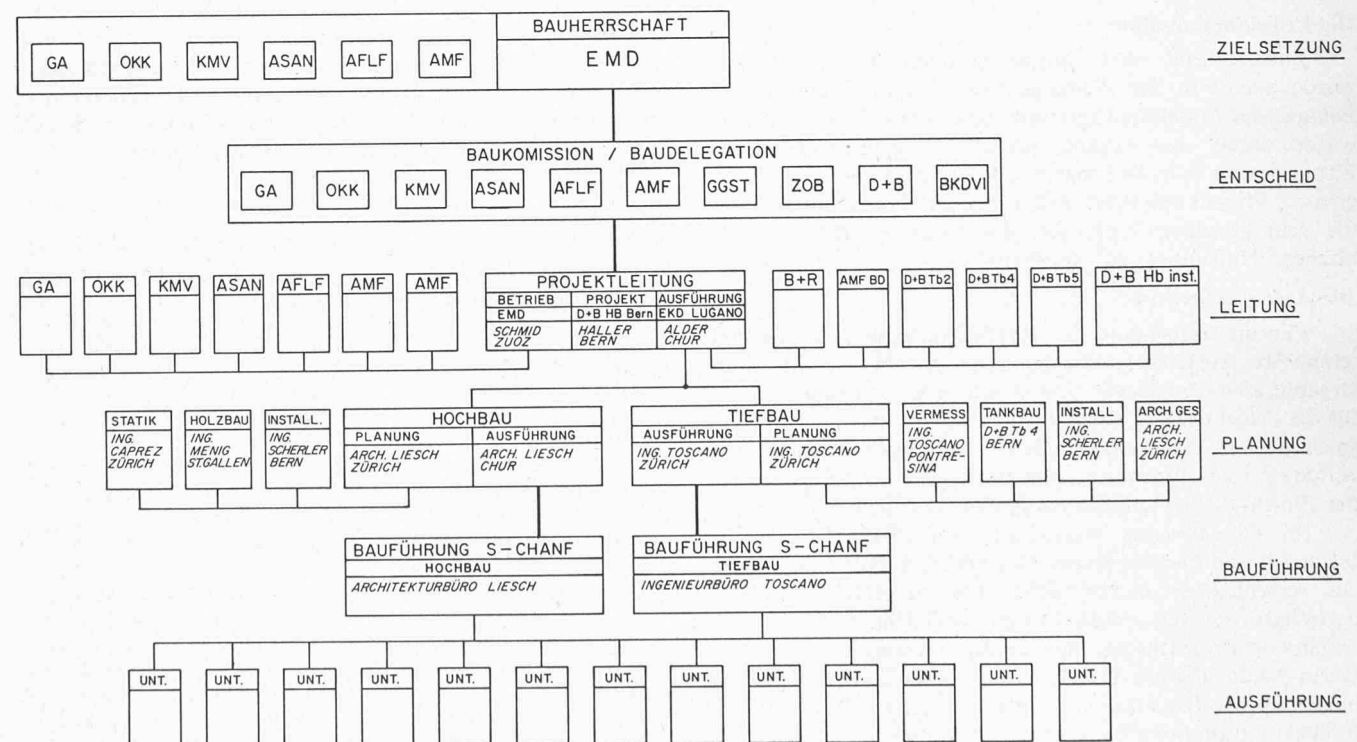 BAUHERRSCHAFT
GA OKK KMV ASAN AFLF AMF
EMD
ZIELSETZUNG
BAUKOMISSION / BAUDELEGATION
GA OKK KMV ASAN AFLF AMF GGST ZOB D+B BKDVI
ENTSCHEID
GA OKK KMV ASAN AFLF AMF AMF
PROJEKTLEITUNG
BETRIEB PROJEKT AUSFÜHRUNG
EMD D+B HB Bern EKD LUGANO
SCHMID HALLER ALDER
ZUOZ BERN CHUR
B+R AMF BD D+BTb2 D+BTb4 D+BTb5 D+B Hb inst.
LEITUNG
STATIK
ING.
CAPREZ
ZÜRICH
HOLZBAU
ING.
MENIG
ST.GALLEN
INSTALL.
ING.
SCHERLER
BERN
HOCHBAU
PLANUNG AUSFÜHRUNG
ARCH. LIESCH ARCH. LIESCH
ZÜRICH CHUR
TIEFBAU
AUSFÜHRUNG PLANUNG
ING. TOSCANO ING. TOSCANO
ZÜRICH ZÜRICH
VERMESS
ING.
TOSCANO
PONTRE-
SINA
TANKBAU
D+B Tb 4
BERN
INSTALL
ING.
SCHERLER
BERN
ARCH.GES
ARCH.
LIESCH
ZÜRICH
PLANUNG
BAUFÜHRUNG S-CHANF
HOCHBAU
ARCHITEKTURBÜRO LIESCH
BAUFÜHRUNG S-CHANF
TIEFBAU
INGENIEURBÜRO TOSCANO
BAUFÜHRUNG
UNT. UNT. UNT. UNT. UNT. UNT. UNT. UNT. UNT. UNT. UNT. UNT. UNT.
AUSFÜHRUNG